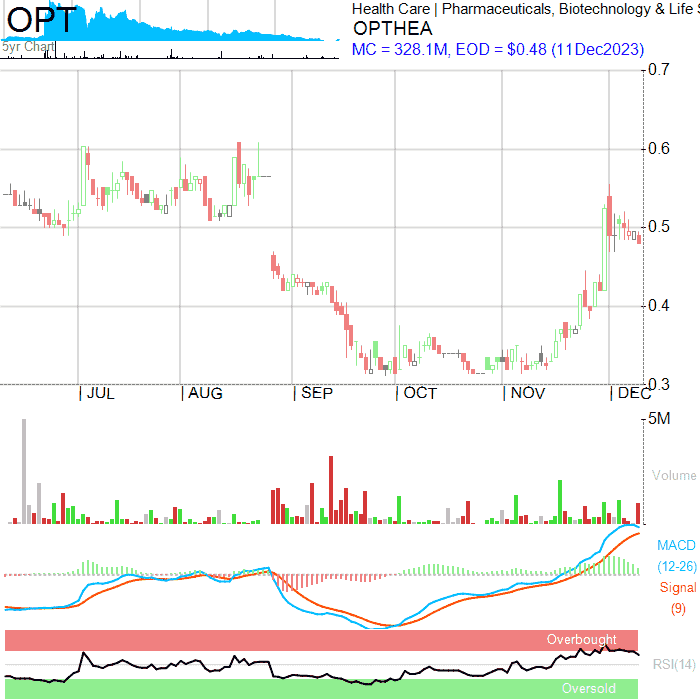 OPT
5yr Chart
Health Care | Pharmaceuticals, Biotechnology & Life S
OPTHEA
MC = 328.1M, EOD = $0.48 (11Dec2023)
0.7
0.6
0.5
0.4
0.3
JUL AUG SEP OCT NOV DEC
5M
Volume
MACD
(12-26)
Signal
(9)
Overbought
RSI(14)
Oversold